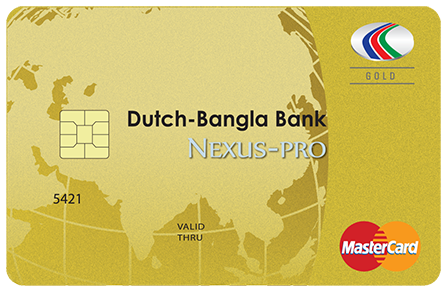 GOLD
Dutch-Bangla Bank
NEXUS-PRO
5421
VALID
THRU
MasterCard